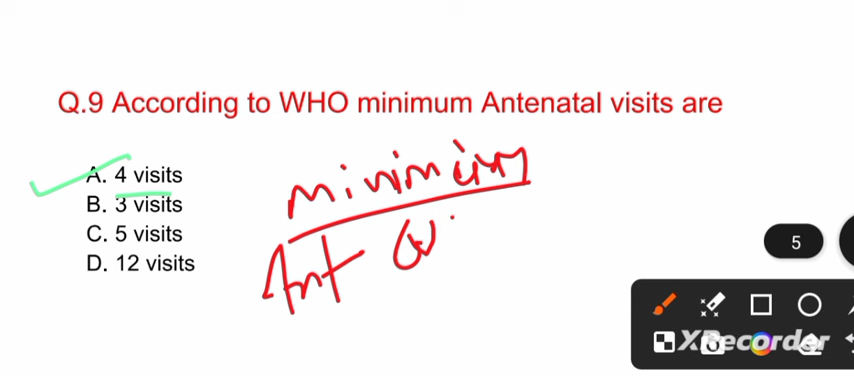 Q.9 According to WHO minimum Antenatal visits are
A. 4 visits
B. 3 visits
C. 5 visits
D. 12 visits
minimum
5
XRecorder